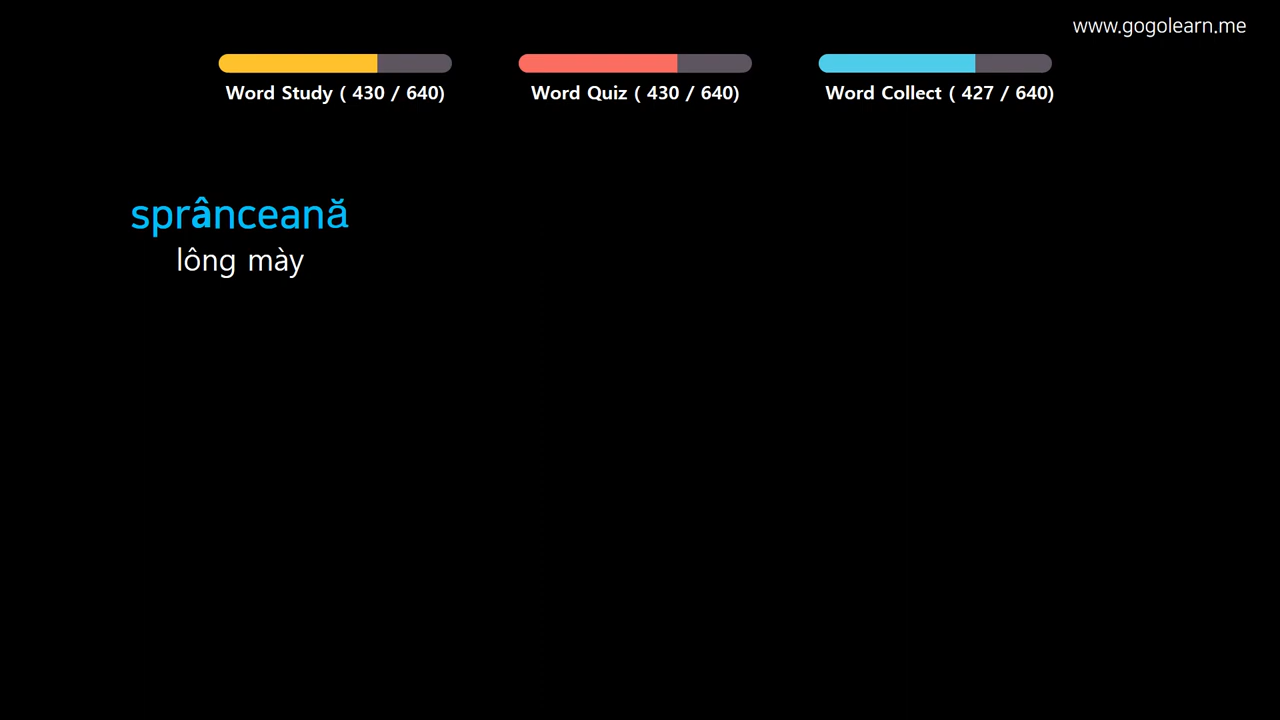 www.gogolearn.me
Word Study ( 430 / 640)
Word Quiz ( 430 / 640)
Word Collect ( 427 / 640)
sprânceană
lông mày